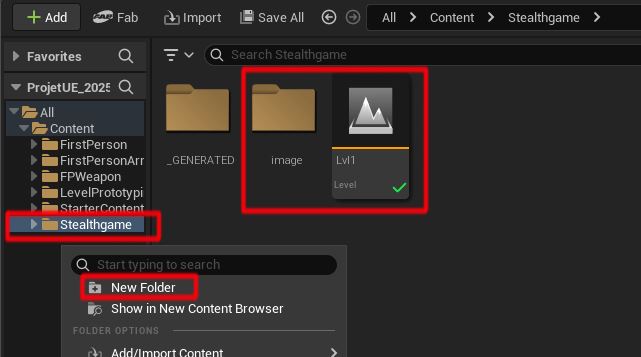 Add Fab Import Save All All Content Stealthgame
Favorites Search Stealthgame
ProjetUE_2025
All
Content
FirstPerson
FirstPersonArr
FPWeapon
LevelPrototypi
StarterContent
Stealthgame
_GENERATED
image
Lvl1
Level
Start typing to search
New Folder
Show in New Content Browser
FOLDER OPTIONS
Add/Import Content